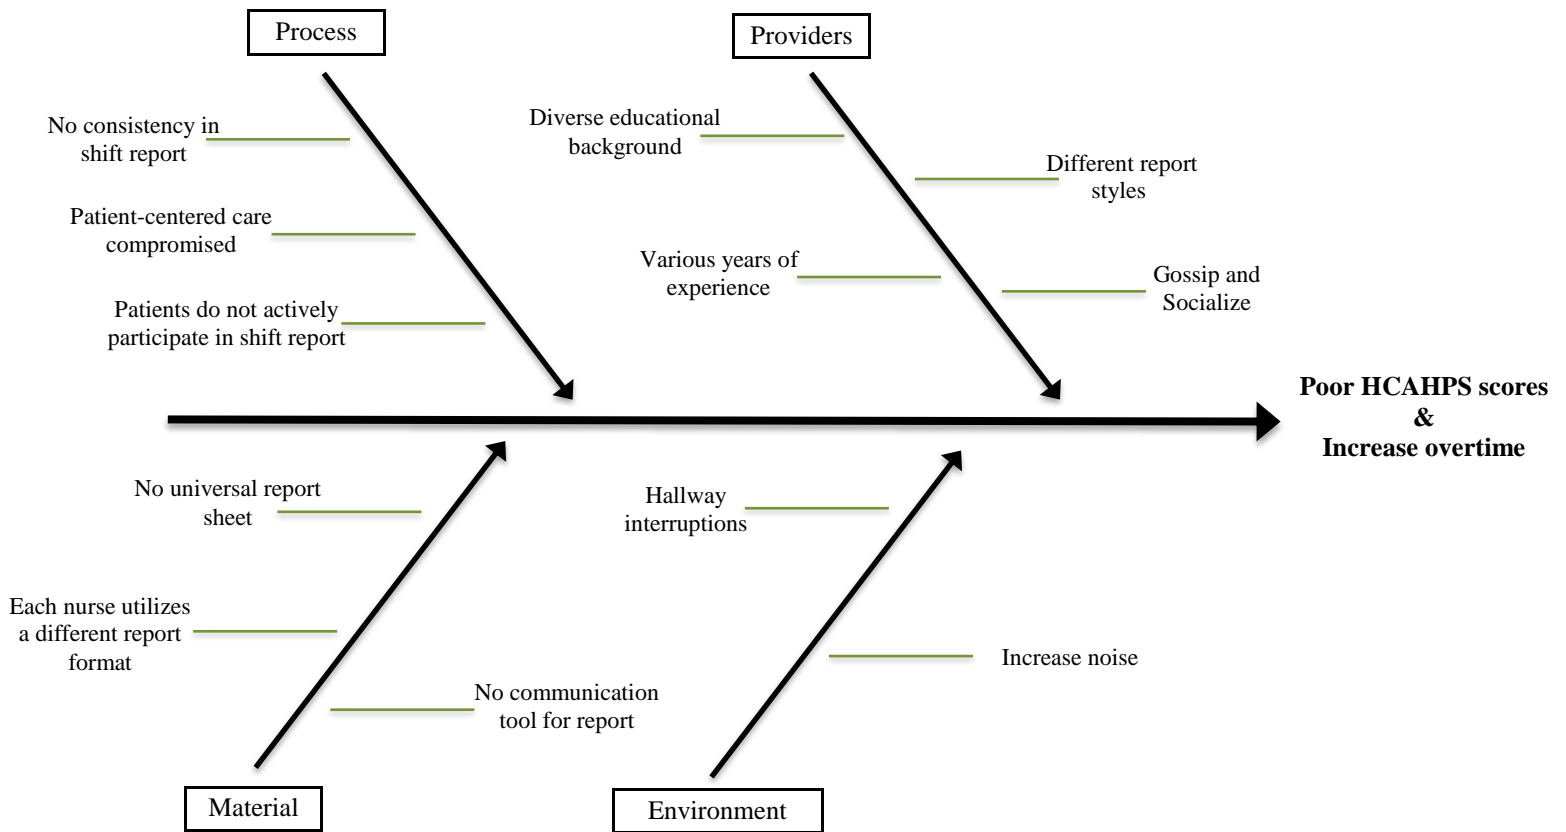 Process
Providers
No consistency in
shift report
Patient-centered care
compromised
Patients do not actively
participate in shift report
Diverse educational
background
Different report
styles
Various years of
experience
Gossip and
Socialize
Poor HCAHPS scores
&
Increase overtime
No universal report
sheet
Each nurse utilizes
a different report
format
No communication
tool for report
Hallway
interruptions
Increase noise
Material
Environment